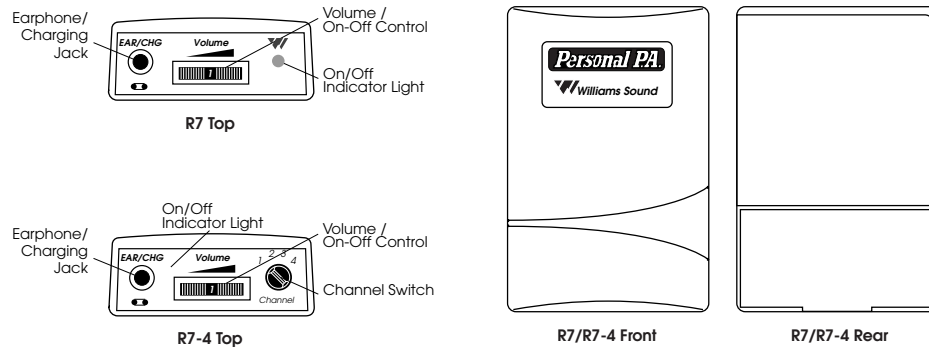 Earphone/
Charging
Jack
Volume /
On-Off Control
EAR/CHG
Volume
1
On/Off
Indicator Light
R7 Top
On/Off
Indicator Light
Earphone/
Charging
Jack
Volume /
On-Off Control
EAR/CHG
Volume
1 2 3 4
1
Channel
Channel Switch
R7-4 Top
Personal P.A.
Williams Sound
R7/R7-4 Front
R7/R7-4 Rear